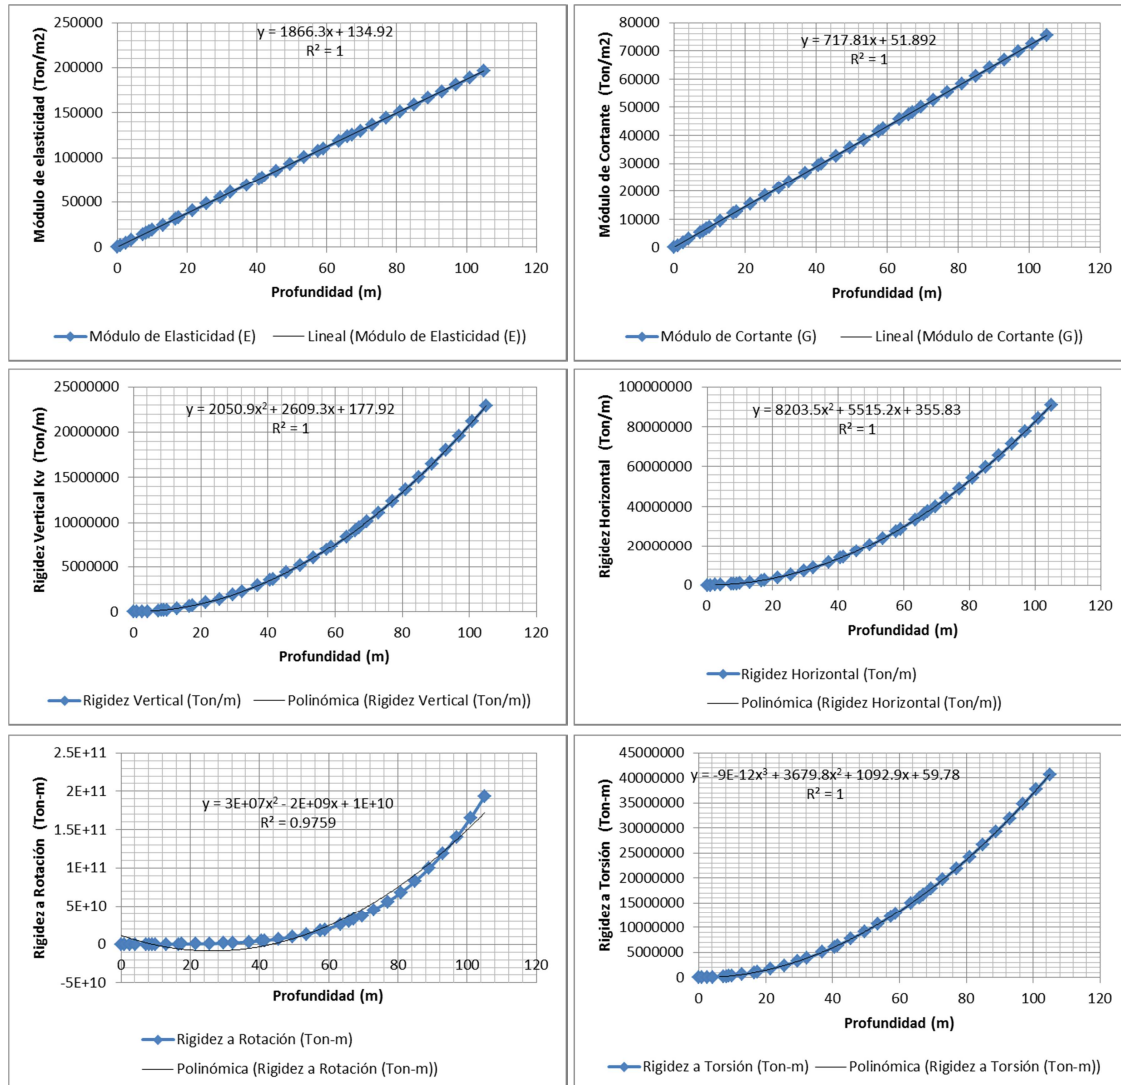 Módulo de elasticidad (Ton/m2)
250000
200000
150000
100000
50000
0
y = 1866.3x + 134.92
R² = 1
0 20 40 60 80 100 120
Profundidad (m)
Módulo de Elasticidad (E) Lineal (Módulo de Elasticidad (E))
Módulo de Cortante (Ton/m2)
80000
70000
60000
50000
40000
30000
20000
10000
0
y = 717.81x + 51.892
R² = 1
0 20 40 60 80 100 120
Profundidad (m)
Módulo de Cortante (G) Lineal (Módulo de Cortante (G))
Rigidez Vertical Kv (Ton/m)
25000000
20000000
15000000
10000000
5000000
0
y = 2050.9x² + 2609.3x + 177.92
R² = 1
0 20 40 60 80 100 120
Profundidad (m)
Rigidez Vertical (Ton/m) Polinómica (Rigidez Vertical (Ton/m))
Rigidez Horizontal (Ton/m)
100000000
80000000
60000000
40000000
20000000
0
y = 8203.5x² + 5515.2x + 355.83
R² = 1
0 20 40 60 80 100 120
Profundidad (m)
Rigidez Horizontal (Ton/m)
Polinómica (Rigidez Horizontal (Ton/m))
Rigidez a Rotación (Ton-m)
2.5E+11
2E+11
1.5E+11
1E+11
5E+10
0
-5E+10
y = 3E+07x² - 2E+09x + 1E+10
R² = 0.9759
0 20 40 60 80 100 120
Profundidad (m)
Rigidez a Rotación (Ton-m)
Polinómica (Rigidez a Rotación (Ton-m))
Rigidez a Torsión (Ton-m)
45000000
40000000
35000000
30000000
25000000
20000000
15000000
10000000
5000000
0
y = -9E-12x³ + 3679.8x² + 1092.9x + 59.78
R² = 1
0 20 40 60 80 100 120
Profundidad (m)
Rigidez a Torsión (Ton-m) Polinómica (Rigidez a Torsión (Ton-m))